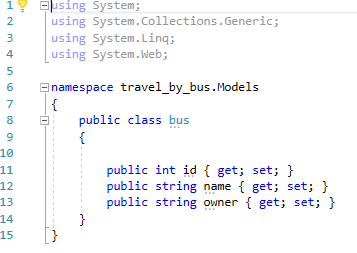 1 using System;
2 using System.Collections.Generic;
3 using System.Linq;
4 using System.Web;
5
6 namespace travel_by_bus.Models
7 {
8 public class bus
9 {
10
11 public int id { get; set; }
12 public string name { get; set; }
13 public string owner { get; set; }
14 }
15 }